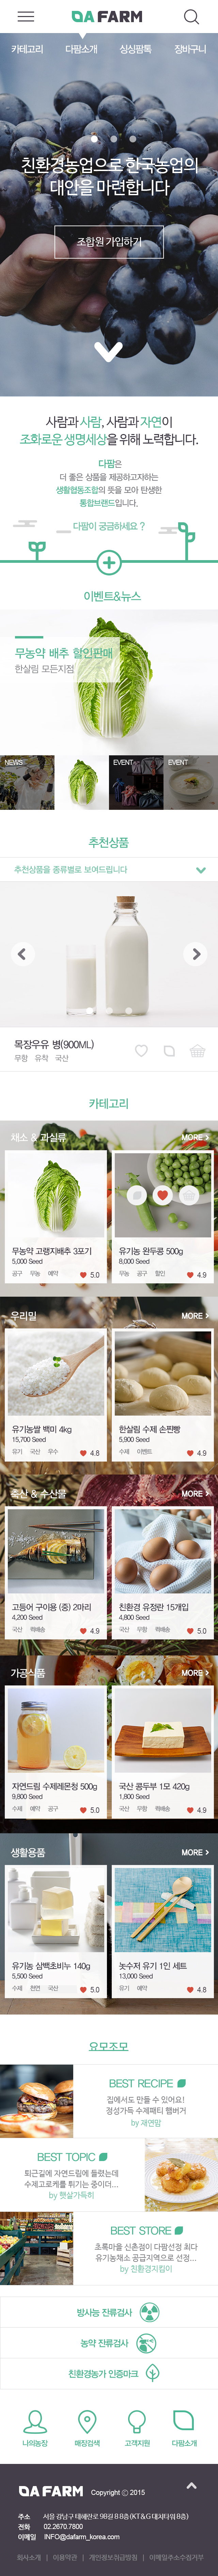 DA FARM
카테고리 다팜소개 싱싱팜톡 장바구니
친환경농업으로 한국농업의
대안을 마련합니다
조합원 가입하기
사람과 사람, 사람과 자연이
조화로운 생명세상을 위해 노력합니다.
다팜은
더 좋은 상품을 제공하고자하는
생활협동조합의 뜻을 모아 탄생한
통합브랜드입니다.
다팜이 궁금하세요 ?
이벤트&뉴스
무농약 배추 할인판매
한살림 모든지점
NEWS EVENT EVENT
추천상품
추천상품을 종류별로 보여드립니다
목장우유 병(900ML)
무항 유착 국산
카테고리
채소 & 과실류 MORE >
무농약 고랭지배추 3포기 유기농 완두콩 500g
5,000 Seed 8,000 Seed
공구 무농 예약 5.0 무농 공구 할인 4.9
우리밀 MORE >
유기농쌀 백미 4kg 한살림 수제 손찐빵
15,700 Seed 5,900 Seed
유기 국산 우수 4.8 수제 이벤트 4.9
축산 & 수산물 MORE >
고등어 구이용 (중) 2마리 친환경 유정란 15개입
4,200 Seed 4,800 Seed
국산 퀵배송 4.9 국산 무항 퀵배송 5.0
가공식품 MORE >
자연드림 수제레몬청 500g 국산 콩두부 1모 420g
9,800 Seed 1,800 Seed
수제 예약 공구 5.0 국산 무항 퀵배송 4.9
생활용품 MORE >
유기농 삼백초비누 140g 놋수저 유기 1인 세트
5,500 Seed 13,000 Seed
수제 천연 국산 5.0 유기 예약 4.8
요모조모
BEST RECIPE
집에서도 만들 수 있어요!
정성가득 수제패티 햄버거
by 재연맘
BEST TOPIC
퇴근길에 자연드림에 들렀는데
수제고로케를 튀기는 중이더...
by 햇살가득히
BEST STORE
초록마을 신촌점이 다팜선정 최다
유기농채소 공급지역으로 선정...
by 친환경지킴이
방사능 잔류검사
농약 잔류검사
친환경농가 인증마크
나의농장 매장검색 고객지원 다팜소개
DA FARM Copyright ⓒ 2015
주소 서울 강남구 테헤란로 98길 8 8층(KT&G 대치타워 8층)
전화 02.2670.7800
이메일 INFO@dafarm_korea.com
회사소개 | 이용약관 | 개인정보취급방침 | 이메일주소수집거부